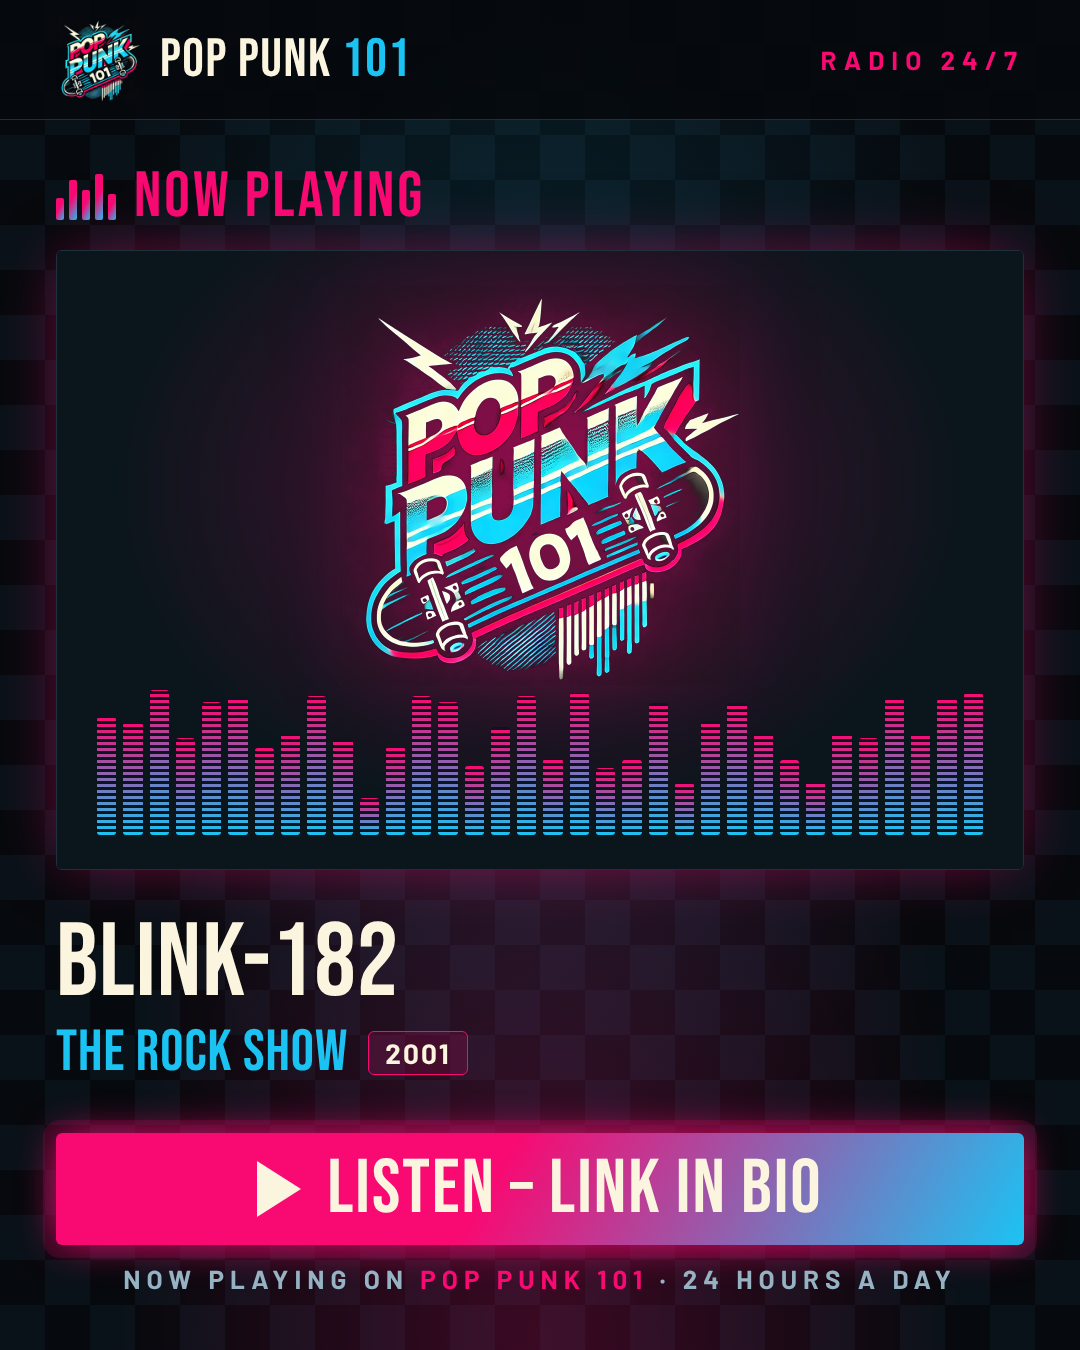 POP PUNK 101
POP PUNK 101
RADIO 24/7
NOW PLAYING
POP
PUNK
101
BLINK-182
THE ROCK SHOW 2001
LISTEN – LINK IN BIO
NOW PLAYING ON POP PUNK 101 · 24 HOURS A DAY